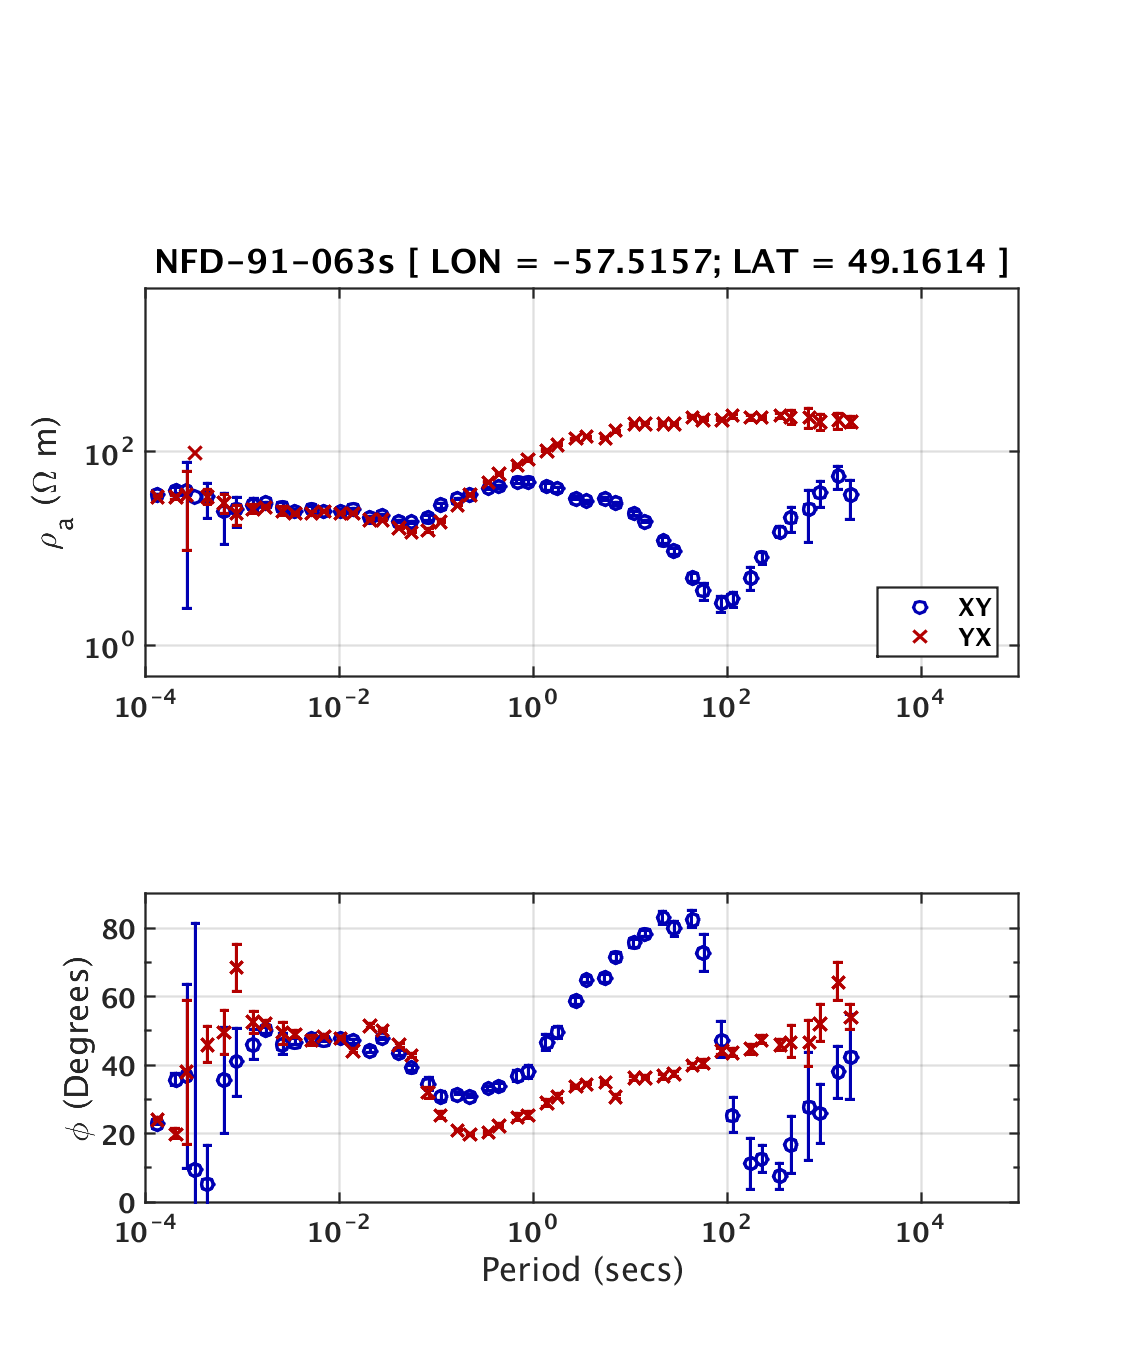 NFD-91-063s [ LON = -57.5157; LAT = 49.1614 ]
ρa (Ω m)
10^2
10^0
XY
YX
10^-4 10^-2 10^0 10^2 10^4
φ (Degrees)
80
60
40
20
0
10^-4 10^-2 10^0 10^2 10^4
Period (secs)